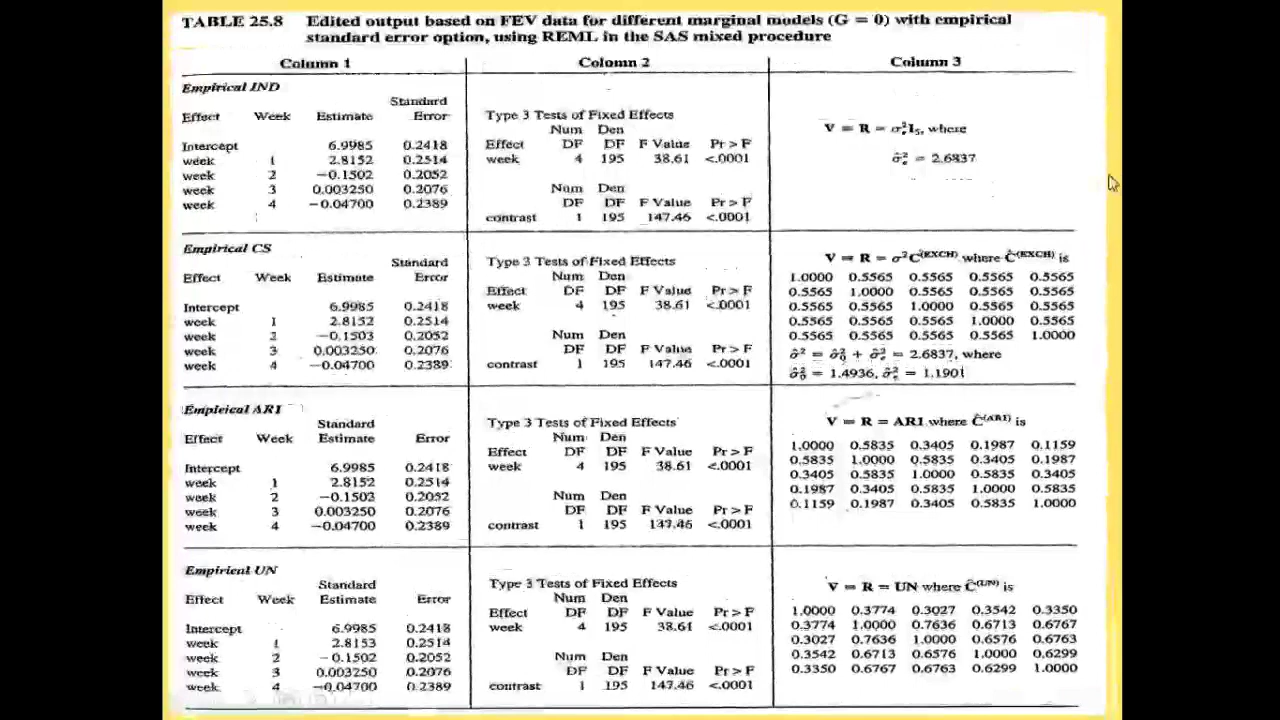 TABLE 25.8 Edited output based on FEV data for different marginal models (G = 0) with empirical
standard error option, using REML in the SAS mixed procedure
Column 1 Column 2 Column 3
Empirical IND
Standard
Effect Week Estimate Error
Intercept 6.9985 0.2418
week 1 2.8152 0.2514
week 2 −0.1502 0.2052
week 3 0.003250 0.2076
week 4 −0.04700 0.2389
Type 3 Tests of Fixed Effects
Num Den
Effect DF DF F Value Pr > F
week 4 195 38.61 <.0001
Num Den
DF DF F Value Pr > F
contrast 1 195 147.46 <.0001
V = R = σ²ₑI₅, where
σ̂²ₑ = 2.6837
Empirical CS
Standard
Effect Week Estimate Error
Intercept 6.9985 0.2418
week 1 2.8152 0.2514
week 2 −0.1503 0.2052
week 3 0.003250 0.2076
week 4 −0.04700 0.2389
Type 3 Tests of Fixed Effects
Num Den
Effect DF DF F Value Pr > F
week 4 195 38.61 <.0001
Num Den
DF DF F Value Pr > F
contrast 1 195 147.46 <.0001
V = R = σ²C(EXCH) where Ĉ(EXCH) is
1.0000 0.5565 0.5565 0.5565 0.5565
0.5565 1.0000 0.5565 0.5565 0.5565
0.5565 0.5565 1.0000 0.5565 0.5565
0.5565 0.5565 0.5565 1.0000 0.5565
0.5565 0.5565 0.5565 0.5565 1.0000
σ̂² = σ̂²₀ + σ̂²ₑ = 2.6837, where
σ̂²₀ = 1.4936, σ̂²ₑ = 1.1901
Empirical AR1
Standard
Effect Week Estimate Error
Intercept 6.9985 0.2418
week 1 2.8152 0.2514
week 2 −0.1503 0.2052
week 3 0.003250 0.2076
week 4 −0.04700 0.2389
Type 3 Tests of Fixed Effects
Num Den
Effect DF DF F Value Pr > F
week 4 195 38.61 <.0001
Num Den
DF DF F Value Pr > F
contrast 1 195 147.46 <.0001
V = R = AR1 where Ĉ(AR1) is
1.0000 0.5835 0.3405 0.1987 0.1159
0.5835 1.0000 0.5835 0.3405 0.1987
0.3405 0.5835 1.0000 0.5835 0.3405
0.1987 0.3405 0.5835 1.0000 0.5835
0.1159 0.1987 0.3405 0.5835 1.0000
Empirical UN
Standard
Effect Week Estimate Error
Intercept 6.9985 0.2418
week 1 2.8153 0.2514
week 2 −0.1502 0.2052
week 3 0.003250 0.2076
week 4 −0.04700 0.2389
Type 3 Tests of Fixed Effects
Num Den
Effect DF DF F Value Pr > F
week 4 195 38.61 <.0001
Num Den
DF DF F Value Pr > F
contrast 1 195 147.46 <.0001
V = R = UN where Ĉ(UN) is
1.0000 0.3774 0.3027 0.3542 0.3350
0.3774 1.0000 0.7636 0.6713 0.6767
0.3027 0.7636 1.0000 0.6576 0.6763
0.3542 0.6713 0.6576 1.0000 0.6299
0.3350 0.6767 0.6763 0.6299 1.0000